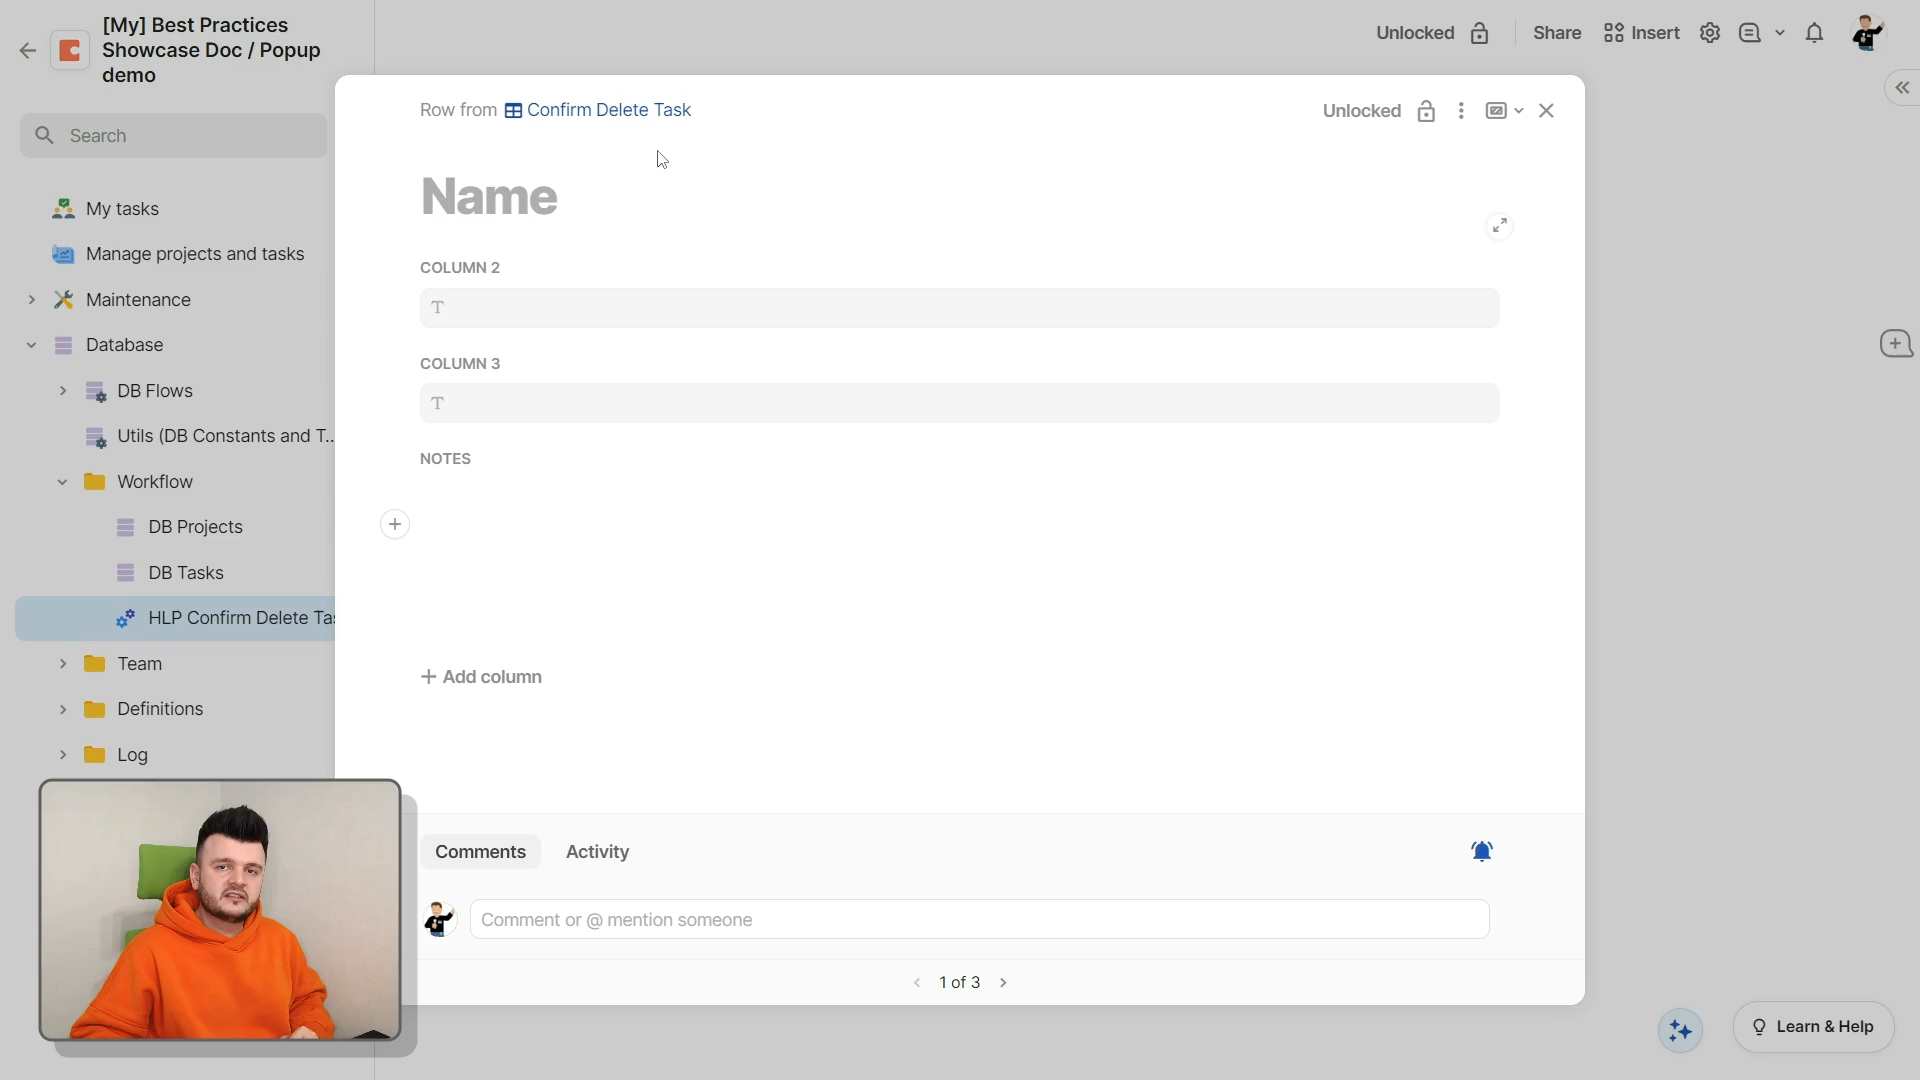 [My] Best Practices
Showcase Doc / Popup
demo
Unlocked
Share
Insert
Search
My tasks
Manage projects and tasks
Maintenance
Database
DB Flows
Utils (DB Constants and T...
Workflow
DB Projects
DB Tasks
HLP Confirm Delete Tas
Team
Definitions
Log
Row from Confirm Delete Task
Unlocked
Name
COLUMN 2
T
COLUMN 3
T
NOTES
+ Add column
Comments
Activity
Comment or @ mention someone
1 of 3
Learn & Help